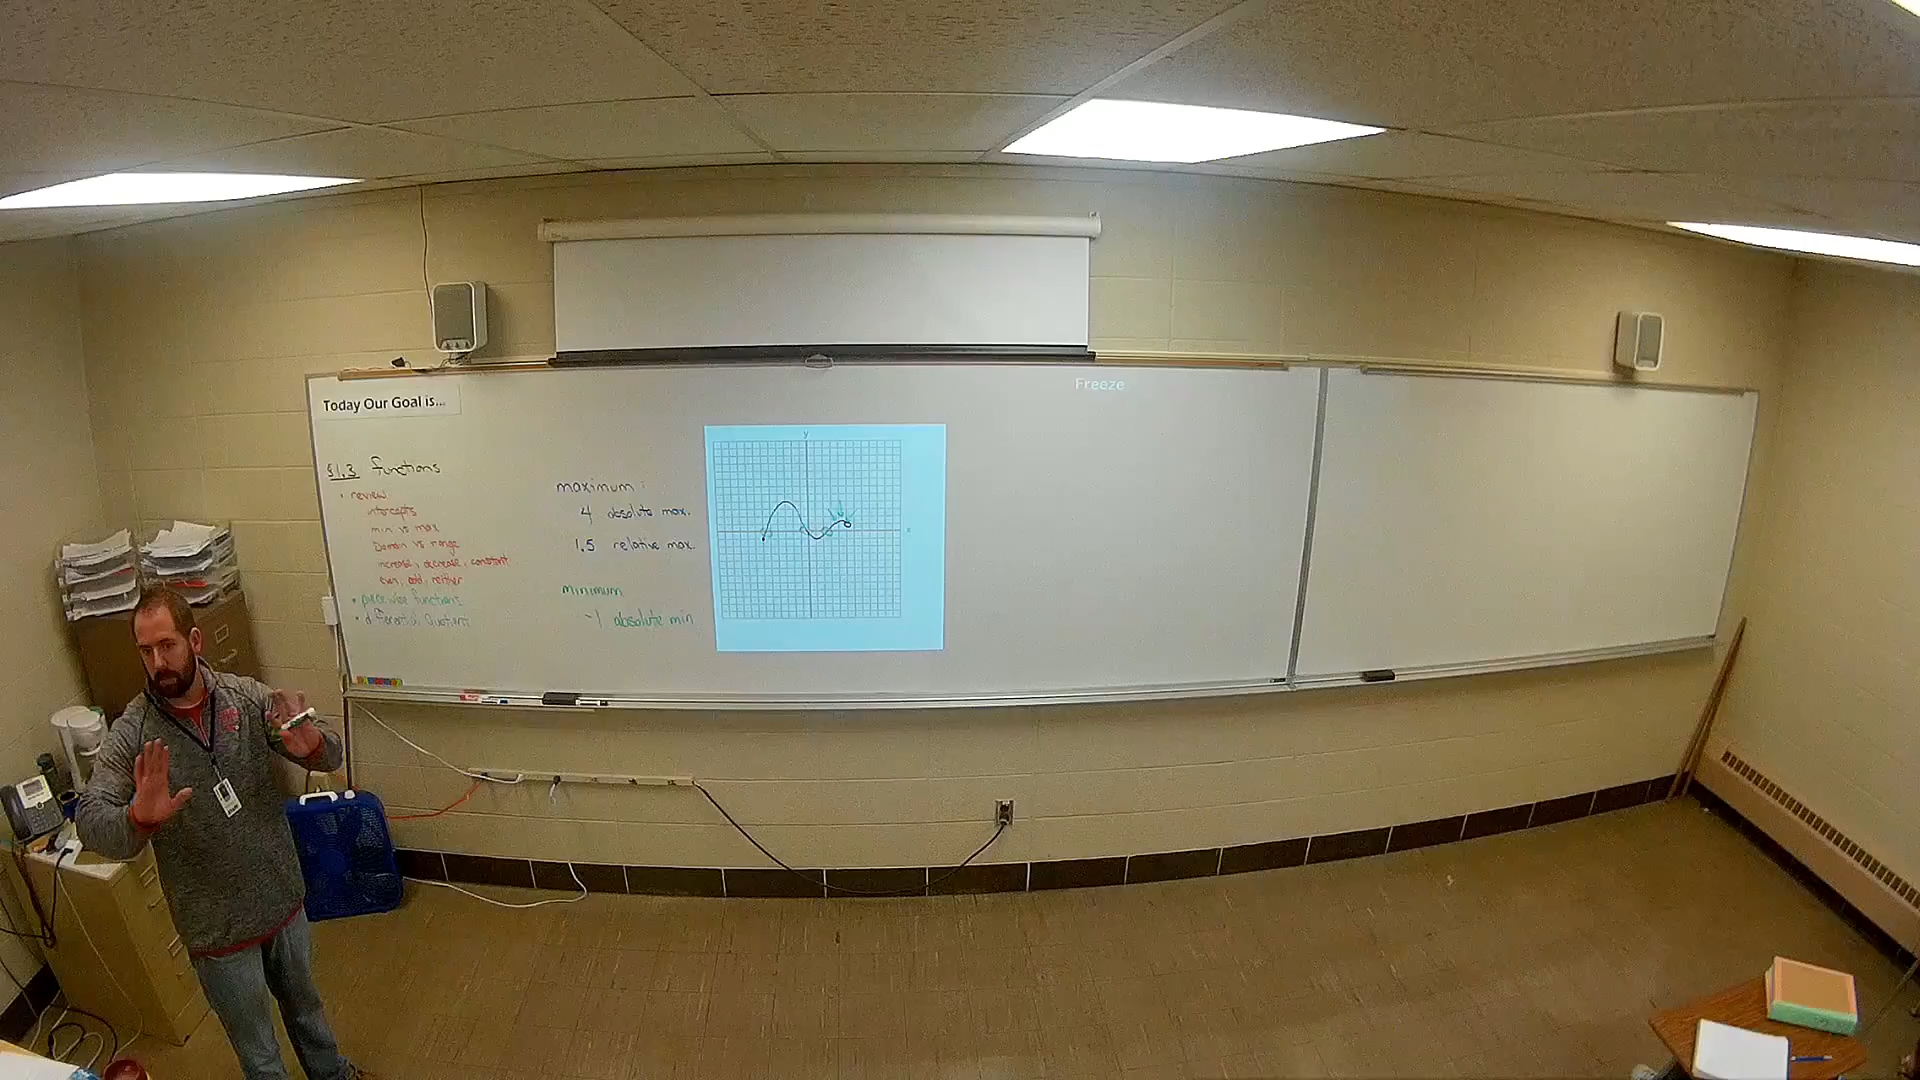 Freeze
Today Our Goal is...
§1.3 functions
• review
intercepts
min vs max
Domain vs range
increase, decrease, constant
even, odd, neither
• piecewise functions
• differential Quotient
maximum:
4 absolute max.
1.5 relative max.
minimum
-1 absolute min
y
x